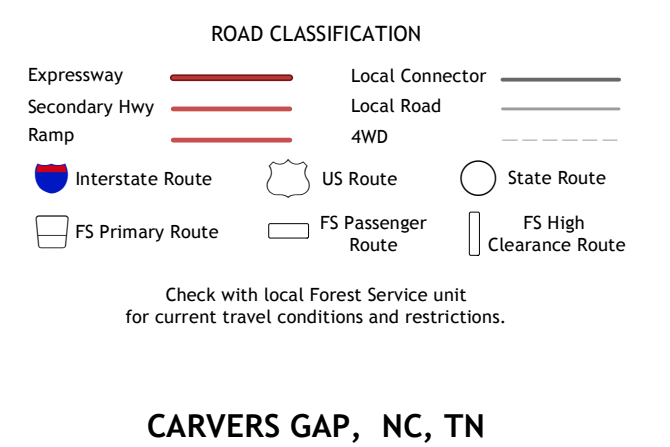 ROAD CLASSIFICATION
Expressway
Local Connector
Secondary Hwy
Local Road
Ramp
4WD
Interstate Route
US Route
State Route
FS Primary Route
FS Passenger
Route
FS High
Clearance Route
Check with local Forest Service unit
for current travel conditions and restrictions.
CARVERS GAP, NC, TN